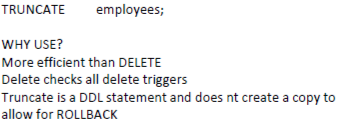 TRUNCATE employees;
WHY USE?
More efficient than DELETE
Delete checks all delete triggers
Truncate is a DDL statement and does nt create a copy to
allow for ROLLBACK